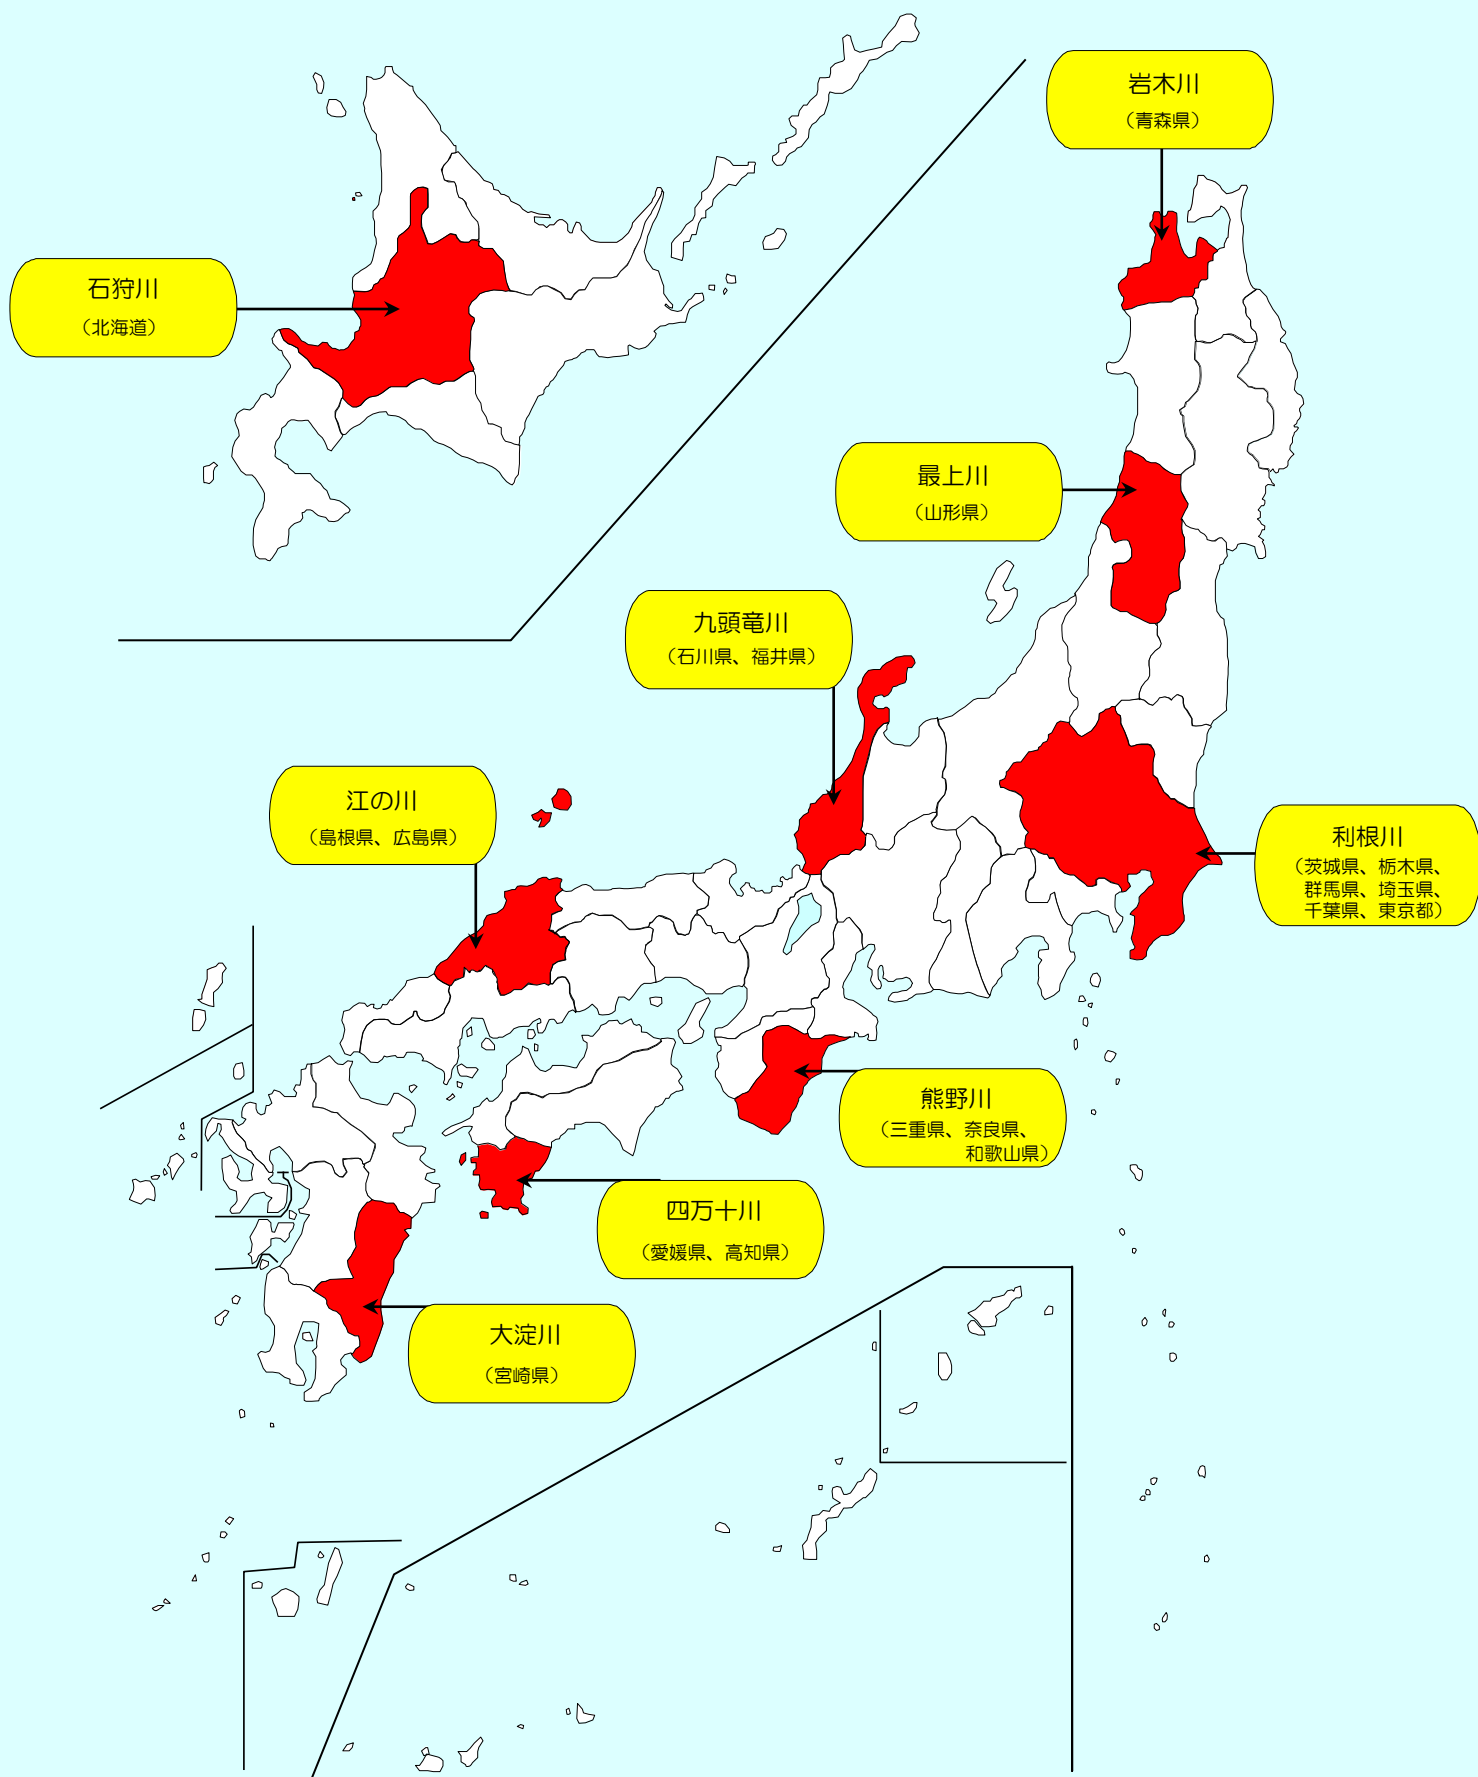 岩木川
（青森県）
石狩川
（北海道）
最上川
（山形県）
九頭竜川
（石川県、福井県）
江の川
（島根県、広島県）
利根川
（茨城県、栃木県、
群馬県、埼玉県、
千葉県、東京都）
熊野川
（三重県、奈良県、
和歌山県）
四万十川
（愛媛県、高知県）
大淀川
（宮崎県）